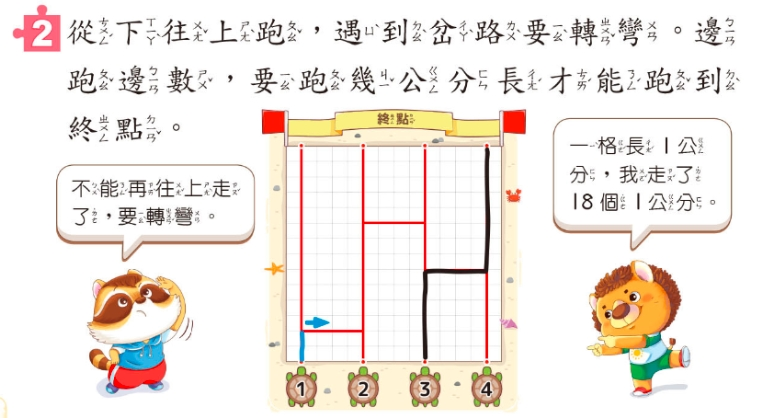 2 從下往上跑，遇到岔路要轉彎。邊
跑邊數，要跑幾公分長才能跑到
終點。
終點
不能再往上走
了，要轉彎。
一格長1公
分，我走了
18個1公分。
1 2 3 4